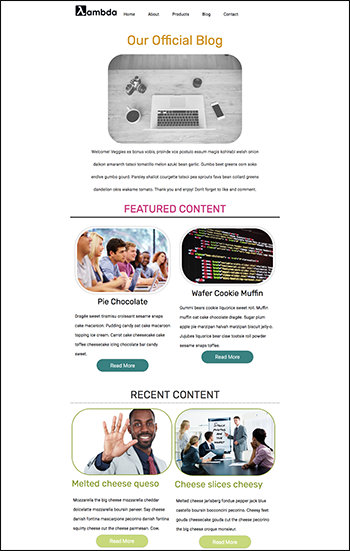 λambda Home About Products Blog Contact
Our Official Blog
Welcome! Veggies es bonus vobis, proinde vos postulo essum magis kohlrabi welsh onion
daikon amaranth tatsoi tomatillo melon azuki bean garlic. Gumbo beet greens corn soko
endive gumbo gourd. Parsley shallot courgette tatsoi pea sprouts fava bean collard greens
dandelion okra wakame tomato. Thank you and enjoy! Don't forget to like and comment.
FEATURED CONTENT
Pie Chocolate
Dragée sweet tiramisu croissant sesame snaps
cake macaroon. Pudding candy oat cake macaroon
topping ice cream. Carrot cake cheesecake cake
toffee cheesecake icing chocolate bar candy
sweet.
Read More
Wafer Cookie Muffin
Gummi bears cookie liquorice sweet roll. Muffin
muffin oat cake chocolate dragée. Sugar plum
apple pie marzipan halvah marzipan biscuit jelly-o.
Jujubes liquorice bear claw tootsie roll powder
sesame snaps toffee.
Read More
RECENT CONTENT
Melted cheese queso
Mozzarella the big cheese mozzarella cheddar
dolcelatte mozzarella boursin paneer. Say cheese
danish fontina mascarpone pecorino danish fontina
squirty cheese cut the cheese parmesan. Cow.
Read More
Cheese slices cheesy
Melted cheese jarlsberg fondue pepper jack blue
castello boursin bocconcini pecorino. Cheesy feet
gouda cheesecake gouda cut the cheese pecorino
the big cheese croque monsieur.
Read More